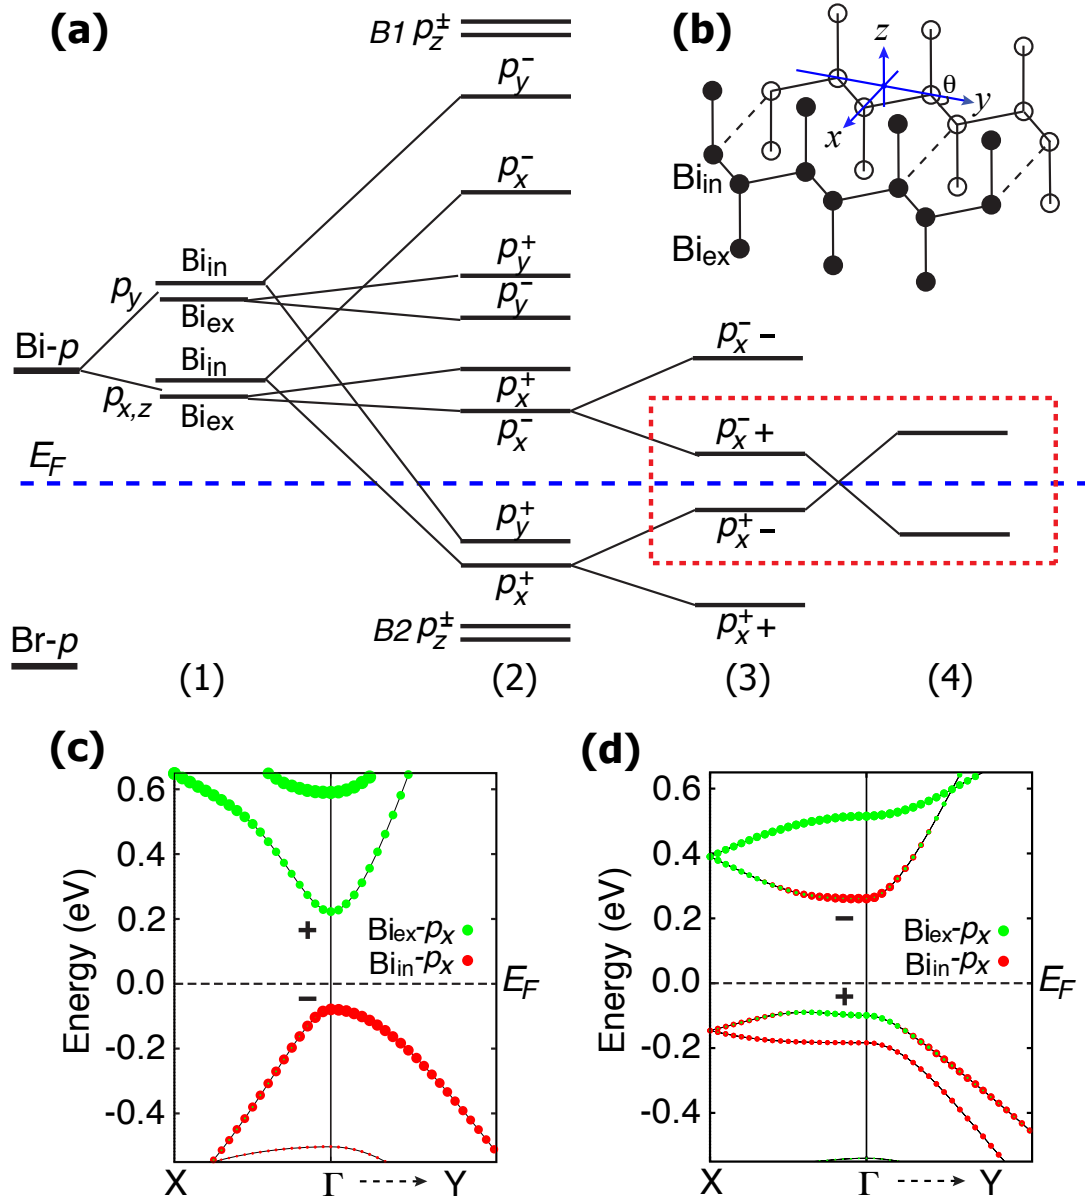 (a)
B1 p_z^±
p_y^-
p_x^-
p_y^+
p_y^-
Bi_in
p_y
Bi_ex
Bi-p
Bi_in
p_x,z
Bi_ex
p_x^+
p_x^-
E_F
p_y^+
p_x^+
B2 p_z^±
p_x^- −
p_x^- +
p_x^+ −
p_x^+ +
Br-p
(1)
(2)
(3)
(4)
(b)
z
θ
y
x
Bi_in
Bi_ex
(c)
Energy (eV)
0.6
0.4
0.2
0.0
-0.2
-0.4
+
−
Bi_ex-p_x
Bi_in-p_x
E_F
X
Γ
Y
(d)
Energy (eV)
0.6
0.4
0.2
0.0
-0.2
-0.4
−
+
Bi_ex-p_x
Bi_in-p_x
E_F
X
Γ
Y